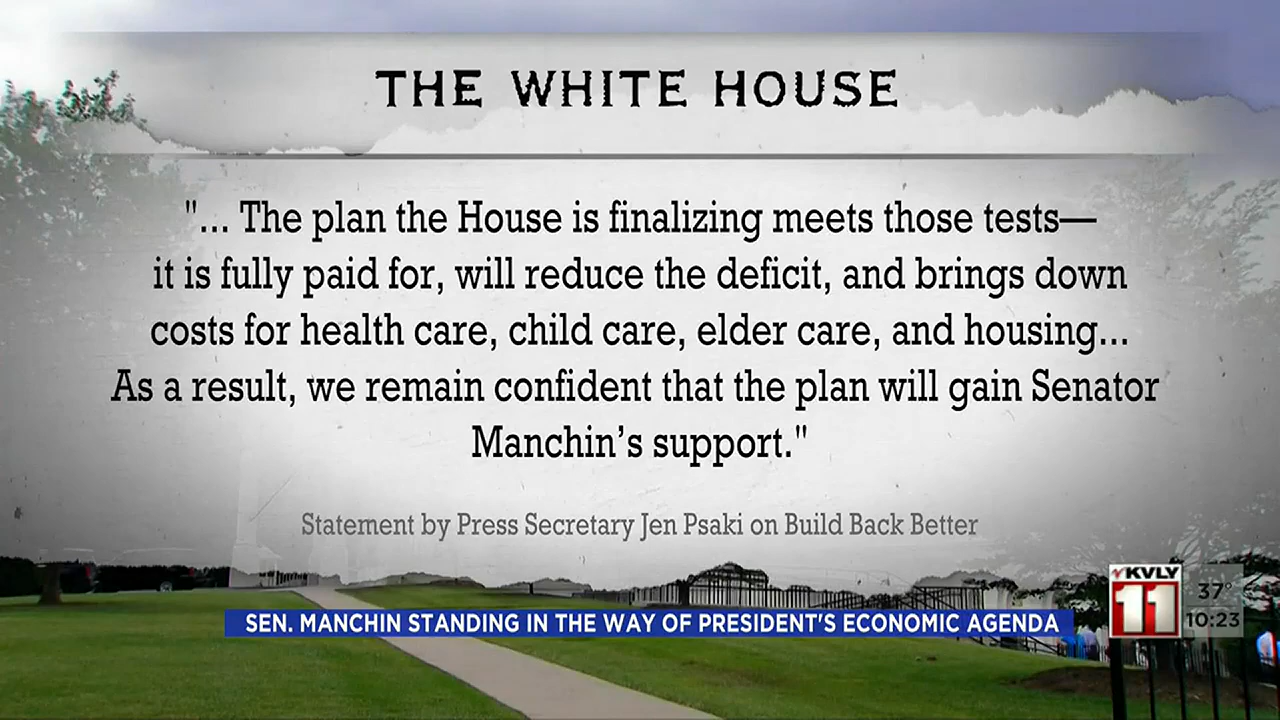 THE WHITE HOUSE
"... The plan the House is finalizing meets those tests—
it is fully paid for, will reduce the deficit, and brings down
costs for health care, child care, elder care, and housing...
As a result, we remain confident that the plan will gain Senator
Manchin’s support."
Statement by Press Secretary Jen Psaki on Build Back Better
SEN. MANCHIN STANDING IN THE WAY OF PRESIDENT'S ECONOMIC AGENDA
KVLY
11
37°
10:23